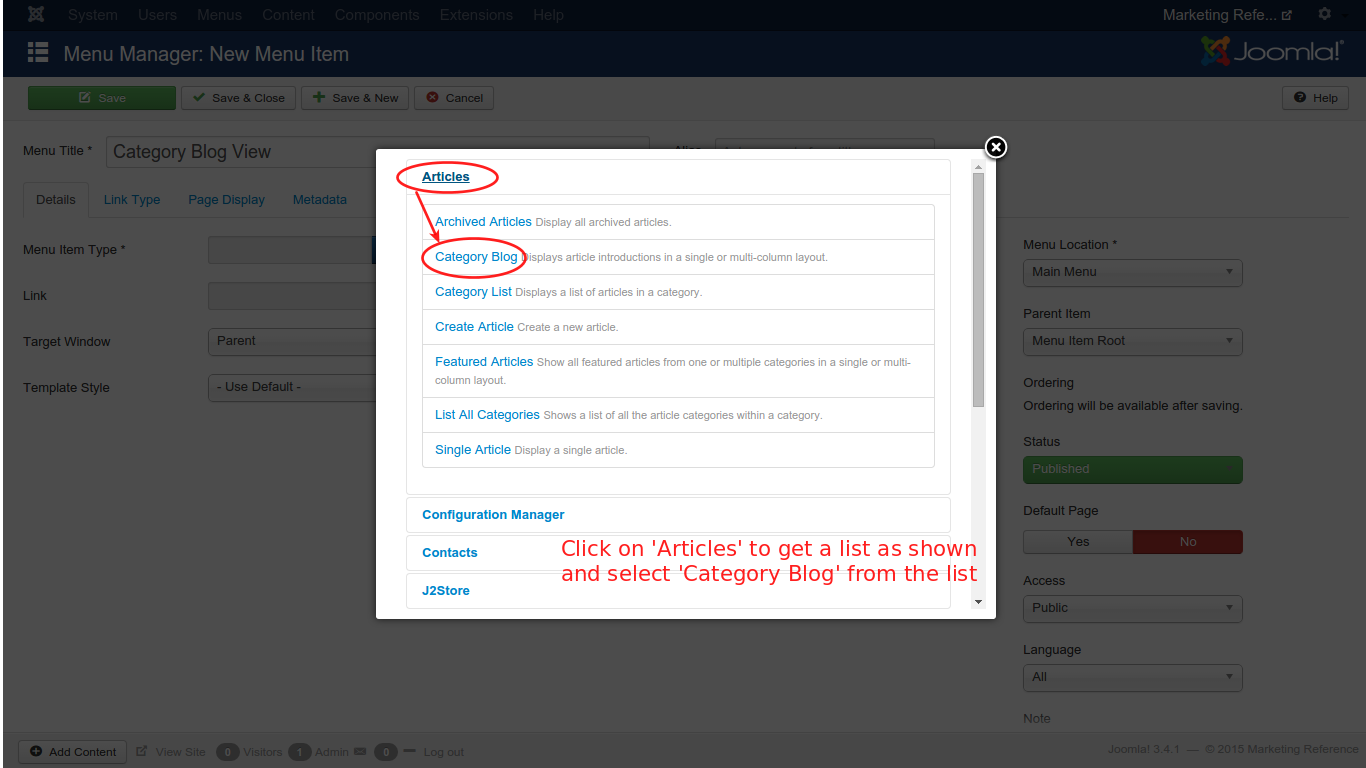 System Users Menus Content Components Extensions Help Marketing Refe...
Menu Manager: New Menu Item Joomla!®
Save Save & Close Save & New Cancel Help
Menu Title * Category Blog View
Details Link Type Page Display Metadata
Menu Item Type *
Link
Target Window Parent
Template Style - Use Default -
Articles
Archived Articles Display all archived articles.
Category Blog Displays article introductions in a single or multi-column layout.
Category List Displays a list of articles in a category.
Create Article Create a new article.
Featured Articles Show all featured articles from one or multiple categories in a single or multi-
column layout.
List All Categories Shows a list of all the article categories within a category.
Single Article Display a single article.
Configuration Manager
Contacts
J2Store
Click on 'Articles' to get a list as shown
and select 'Category Blog' from the list
Menu Location *
Main Menu
Parent Item
Menu Item Root
Ordering
Ordering will be available after saving.
Status
Published
Default Page
Yes No
Access
Public
Language
All
Note
Add Content View Site 0 Visitors 1 Admin 0 Log out Joomla! 3.4.1 — © 2015 Marketing Reference